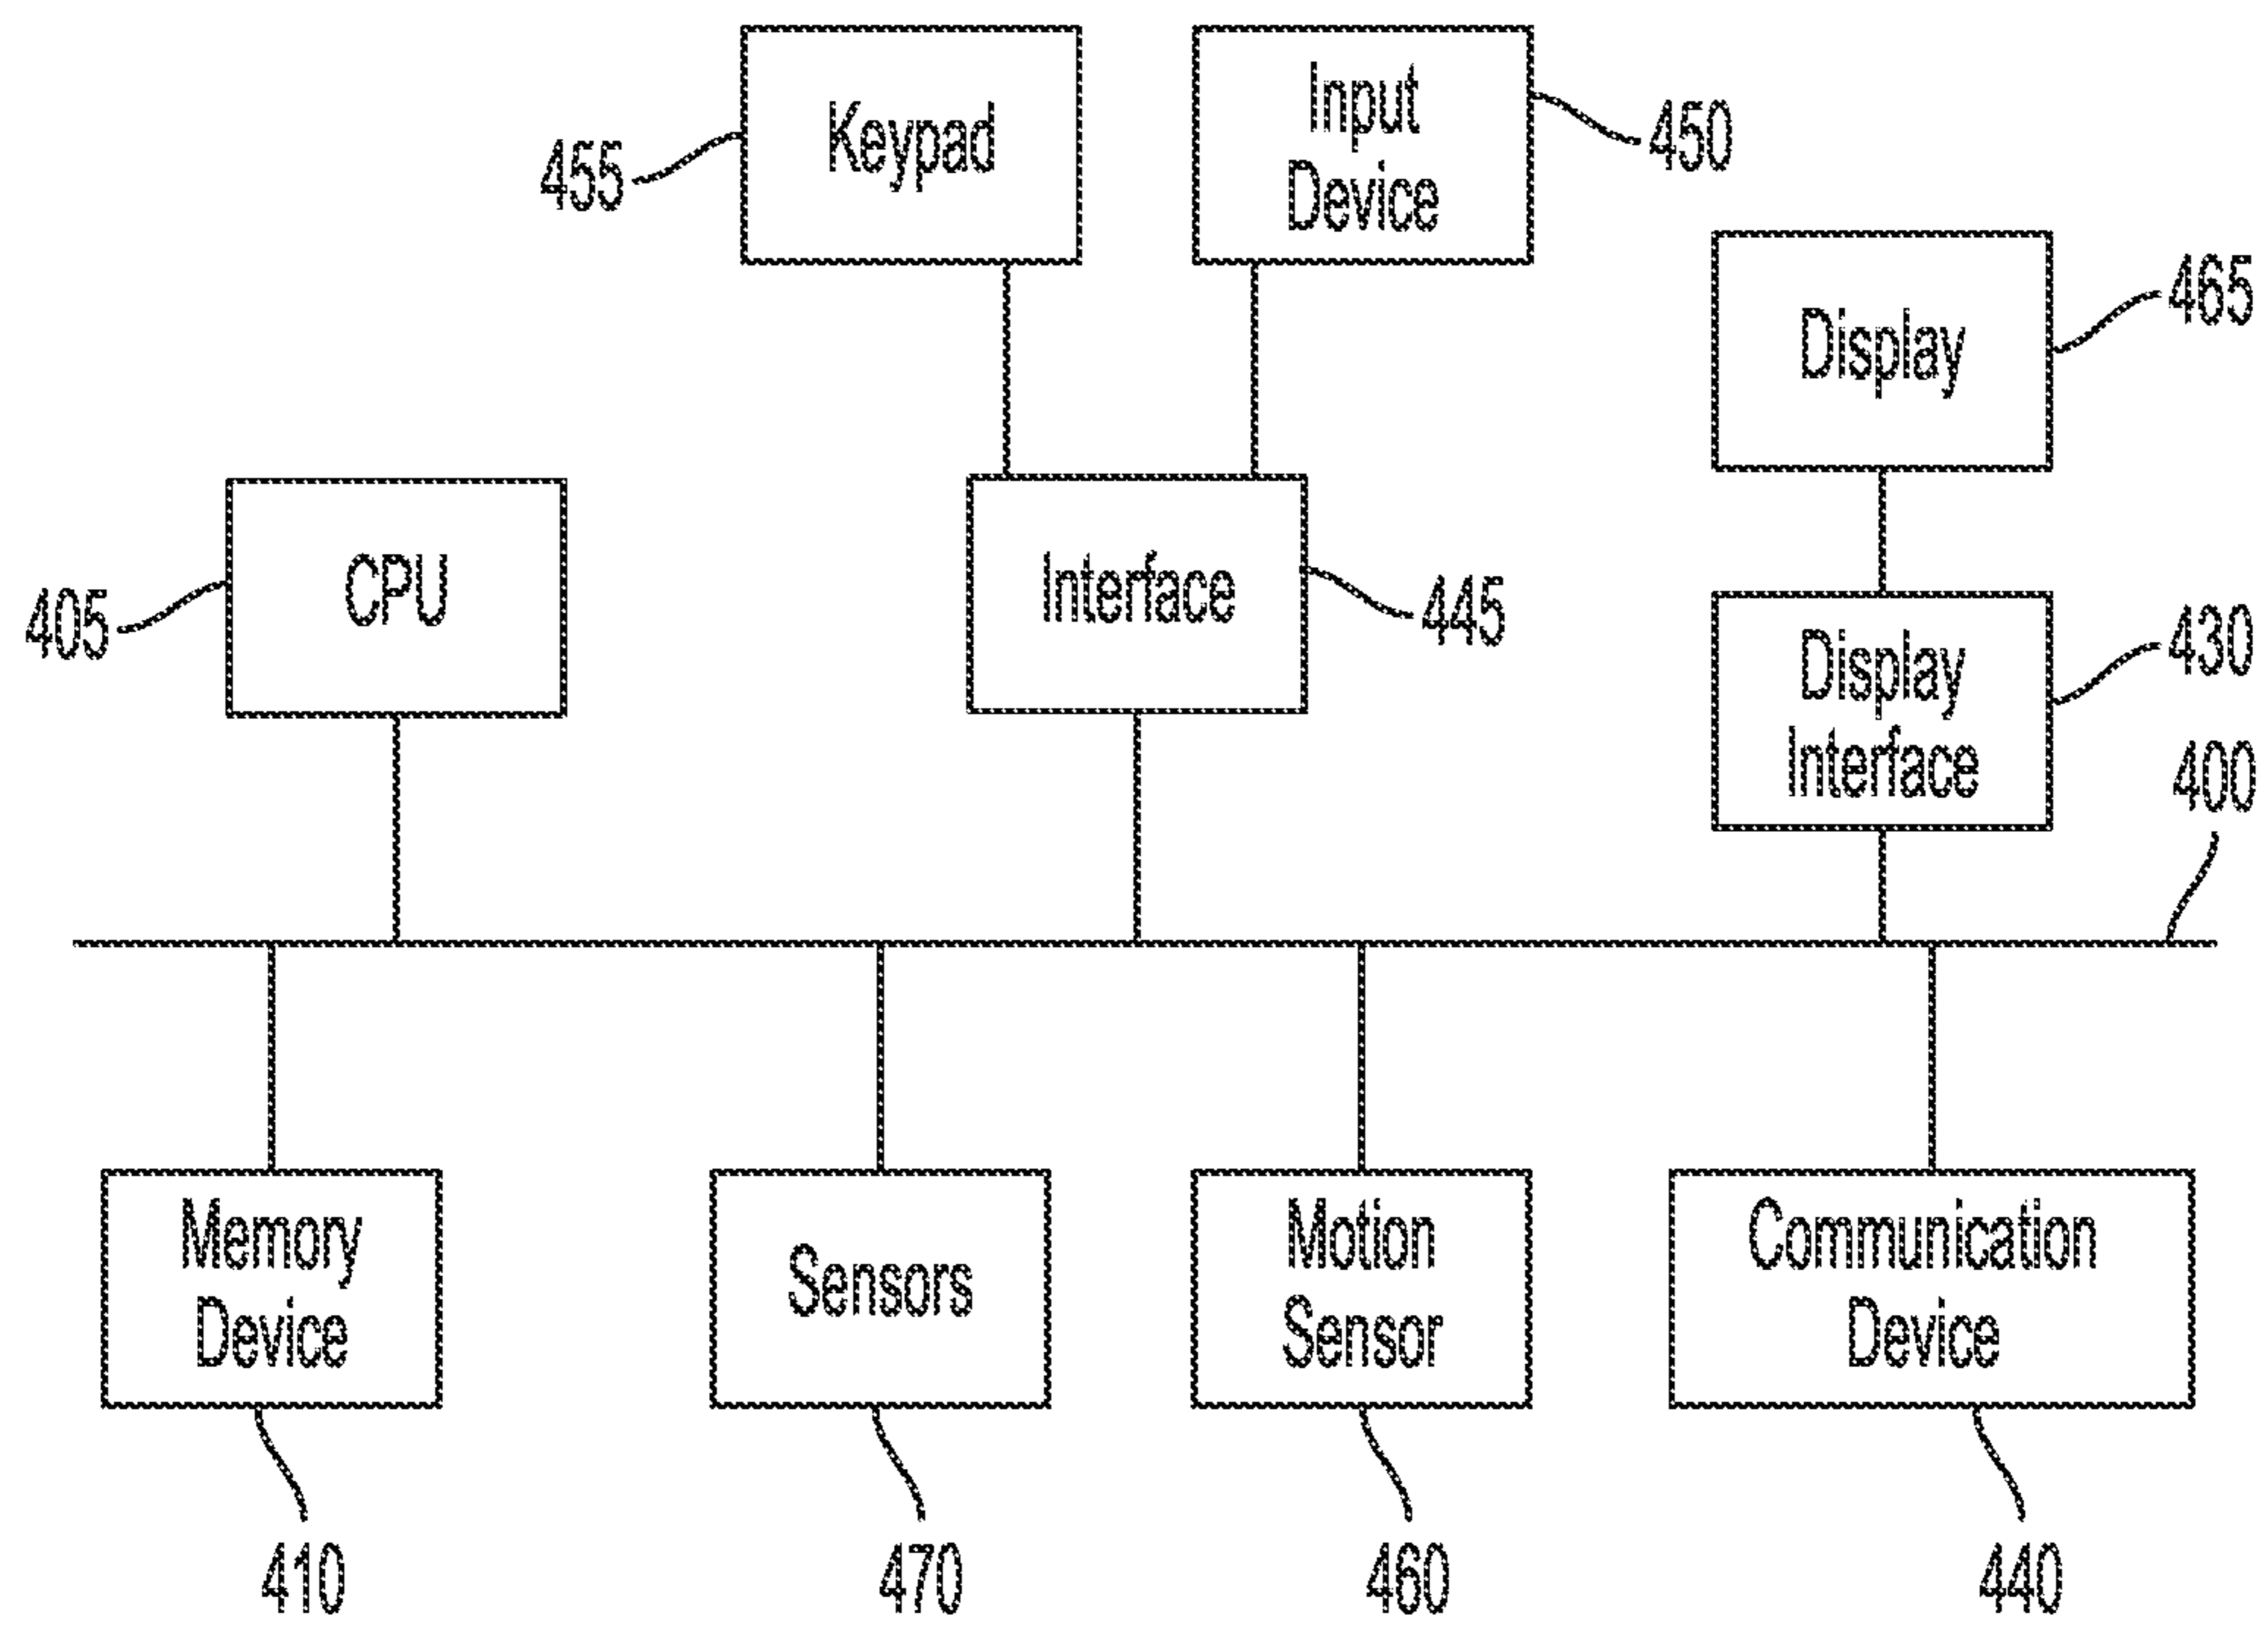 Keypad
455
Input
Device
450
Display
465
CPU
405
Interface
445
Display
Interface
430
400
Memory
Device
Sensors
Motion
Sensor
Communication
Device
410
470
460
440